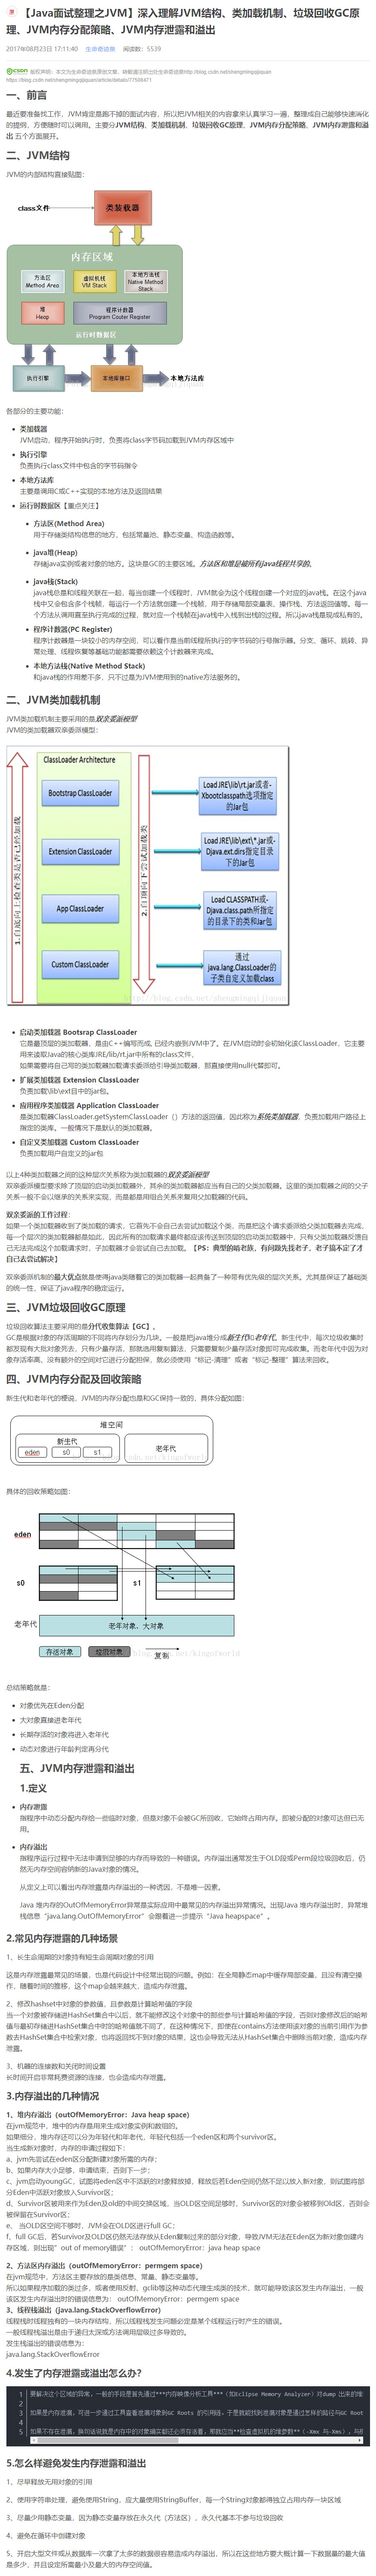 【Java面试整理之JVM】深入理解JVM结构、类加载机制、垃圾回收GC原
理、JVM内存分配策略、JVM内存泄露和溢出
2017年08月23日 17:11:40 生命奇迹泉 阅读数：5539
版权声明：本文为生命奇迹泉原创文章，转载请注明出处生命奇迹泉http://blog.csdn.net/shengmingqijiquan
https://blog.csdn.net/shengmingqijiquan/article/details/77508471
一、前言
最近要准备找工作，JVM肯定是跑不掉的面试内容，所以把JVM相关的内容拿来认真学习一遍，整理成自己能够快速消化
的提纲，方便随时可以调用。主要分JVM结构、类加载机制、垃圾回收GC原理、JVM内存分配策略、JVM内存泄露和溢
出 五个方面展开。
二、JVM结构
JVM的内部结构直接贴图：
class文件
类装载器
内存区域
方法区
Method Area
虚拟机栈
VM Stack
本地方法栈
Native Method
Stack
堆
Heap
程序计数器
Program Couter Register
运行时数据区
执行引擎
本地库接口
本地方法库
各部分的主要功能：
• 类加载器
JVM启动，程序开始执行时，负责将class字节码加载到JVM内存区域中
• 执行引擎
负责执行class文件中包含的字节码指令
• 本地方法库
主要是调用C或C++实现的本地方法及返回结果
• 运行时数据区【重点关注】
• 方法区(Method Area)
用于存储类结构信息的地方，包括常量池、静态变量、构造函数等。
• java堆(Heap)
存储java实例或者对象的地方。这块是GC的主要区域。方法区和堆是被所有java线程共享的。
• java栈(Stack)
java栈总是和线程关联在一起，每当创建一个线程时，JVM就会为这个线程创建一个对应的java栈。在这个java
栈中又会包含多个栈帧，每运行一个方法就创建一个栈帧，用于存储局部变量表、操作栈、方法返回值等。每一
个方法从调用直至执行完成的过程，就对应一个栈帧在java栈中入栈到出栈的过程。所以java栈是现成私有的。
• 程序计数器(PC Register)
程序计数器是一块较小的内存空间，可以看作是当前线程所执行的字节码的行号指示器。分支、循环、跳转、异
常处理、线程恢复等基础功能都需要依赖这个计数器来完成。
• 本地方法栈(Native Method Stack)
和java栈的作用差不多，只不过是为JVM使用到的native方法服务的。
二、JVM类加载机制
JVM类加载机制主要采用的是双亲委派模型
JVM的类加载器双亲委派模型：
ClassLoader Architecture
1.自底向上检查类是否已经加载
2.自顶向下尝试加载类
Bootstrap ClassLoader
Load JRE\lib\rt.jar或者-
Xbootclasspath选项指定
的Jar包
Extension ClassLoader
Load JRE\lib\ext\*.jar或-
Djava.ext.dirs指定目录
下的Jar包
App ClassLoader
Load CLASSPATH或-
Djava.class.path所指定
的目录下的类和Jar包
Custom ClassLoader
通过
java.lang.ClassLoader的
子类自定义加载class
http://blog.csdn.net/shengmingqijiquan
• 启动类加载器 Bootsrap ClassLoader
它是最顶层的类加载器，是由C++编写而成, 已经内嵌到JVM中了。在JVM启动时会初始化该ClassLoader，它主要
用来读取Java的核心类库JRE/lib/rt.jar中所有的class文件，
如果需要将自己写的类加载器加载请求委派给引导类加载器，那直接使用null代替即可。
• 扩展类加载器 Extension ClassLoader
负责加载\lib\ext目中的jar包。
• 应用程序类加载器 Application ClassLoader
是类加载器ClassLoader.getSystemClassLoader（）方法的返回值，因此称为系统类加载器，负责加载用户路径上
指定的类库。一般情况下是默认的类加载器。
• 自定义类加载器 Custom ClassLoader
负责加载用户自定义的jar包
以上4种类加载器之间的这种层次关系称为类加载器的双亲委派模型
双亲委派模型要求除了顶层的启动类加载器外，其余的类加载器都应当有自己的父类加载器。这里的类加载器之间的父子
关系一般不会以继承的关系来实现，而是都是用组合关系来复用父加载器的代码。
双亲委派的工作过程：
如果一个类加载器收到了类加载的请求，它首先不会自己去尝试加载这个类，而是把这个请求委派给父类加载器去完成，
每一个层次的类加载器都是如此，因此所有的加载请求最终都应该传送到顶层的启动类加载器中，只有父类加载器反馈自
己无法完成这个加载请求时，子加载器才会尝试自己去加载。【PS：典型的啃老族，有问题先找老子，老子搞不定了才
自己去尝试解决】
双亲委派机制的最大优点就是使得java类随着它的类加载器一起具备了一种带有优先级的层次关系。尤其是保证了基础类
的统一性，保证了java程序的稳定运行。
三、JVM垃圾回收GC原理
垃圾回收算法主要采用的是分代收集算法【GC】。
GC是根据对象的存活周期的不同将内存划分为几块。一般是把java堆分成新生代和老年代。新生代中，每次垃圾收集时
都发现有大批对象死去，只有少量存活，那就选用复制算法，只需要复制少量存活对象即可完成收集。而老年代中因为对
象存活率高、没有额外的空间对它进行分配担保，就必须使用 “标记-清理” 或者 “标记-整理” 算法来回收。
四、JVM内存分配及回收策略
新生代和老年代的梗说，JVM的内存分配也是和GC保持一致的，具体分配如图：
堆空间
新生代
eden
s0
s1
老年代
具体的回收策略如图：
eden
s0
s1
老年代
老年对象、大对象
存活对象
垃圾对象
复制
总结策略就是：
• 对象优先在Eden分配
• 大对象直接进老年代
• 长期存活的对象将进入老年代
• 动态对象进行年龄判定再分代
五、JVM内存泄露和溢出
1.定义
• 内存泄露
指程序中动态分配内存给一些临时对象，但是对象不会被GC所回收，它始终占用内存。即被分配的对象可达但已无
用。
• 内存溢出
指程序运行过程中无法申请到足够的内存而导致的一种错误。内存溢出通常发生于OLD段或Perm段垃圾回收后，仍
然无内存空间容纳新的Java对象的情况。
从定义上可以看出内存泄露是内存溢出的一种诱因，不是唯一因素。
Java 堆内存的OutOfMemoryError异常是实际应用中最常见的内存溢出异常情况。出现Java 堆内存溢出时，异常堆
栈信息 “java.lang.OutOfMemoryError” 会跟着进一步提示 “Java heapspace” 。
2.常见内存泄露的几种场景
1、长生命周期的对象持有短生命周期对象的引用
这是内存泄露最常见的场景，也是代码设计中经常出现的问题。例如：在全局静态map中缓存局部变量，且没有清空操
作，随着时间的推移，这个map会越来越大，造成内存泄露。
2、修改hashset中对象的参数值，且参数是计算哈希值的字段
当一个对象被存储进HashSet集合中以后，就不能修改这个对象中的那些参与计算哈希值的字段，否则对象修改后的哈希
值与最初存储进HashSet集合中时的哈希值就不同了，在这种情况下，即使在contains方法使用该对象的当前引用作为参
数去HashSet集合中检索对象，也将返回找不到对象的结果，这也会导致无法从HashSet集合中删除当前对象，造成内存
泄露。
3、机器的连接数和关闭时间设置
长时间开启非常耗费资源的连接，也会造成内存泄露。
3.内存溢出的几种情况
1、堆内存溢出（outOfMemoryError：Java heap space)
在jvm规范中，堆中的内存是用来生成对象实例和数组的。
如果细分，堆内存还可以分为年轻代和年老代，年轻代包括一个eden区和两个survivor区。
当生成新对象时，内存的申请过程如下：
a、jvm先尝试在eden区分配新建对象所需的内存；
b、如果内存大小足够，申请结束，否则下一步；
c、jvm启动youngGC，试图将eden区中不活跃的对象释放掉，释放后若Eden空间仍然不足以放入新对象，则试图将部
分Eden中活跃对象放入Survivor区；
d、Survivor区被用来作为Eden及old的中间交换区域，当OLD区空间足够时，Survivor区的对象会被移到Old区，否则会
被保留在Survivor区；
e、 当OLD区空间不够时，JVM会在OLD区进行full GC；
f、full GC后，若Survivor及OLD区仍然无法存放从Eden复制过来的部分对象，导致JVM无法在Eden区为新对象创建内
存区域，则出现” out of memory错误” ： outOfMemoryError：java heap space
2、方法区内存溢出（outOfMemoryError：permgem space)
在jvm规范中，方法区主要存放的是类信息、常量、静态变量等。
所以如果程序加载的类过多，或者使用反射、gclib等这种动态代理生成类的技术，就可能导致该区发生内存溢出，一般
该区发生内存溢出时的错误信息为： outOfMemoryError：permgem space
3、线程栈溢出（java.lang.StackOverflowError)
线程栈时线程独有的一块内存结构，所以线程栈发生问题必定是某个线程运行时产生的错误。
一般线程栈溢出是由于递归太深或方法调用层级过多导致的。
发生栈溢出的错误信息为：
java.lang.StackOverflowError
4.发生了内存泄露或溢出怎么办？
1 要解决这个区域的异常，一般的手段是首先通过***内存映像分析工具***（如Eclipse Memory Analyzer）对dump 出来的堆
2
3 如果是内存泄漏，可进一步通过工具查看泄漏对象到GC Roots 的引用链。于是就能找到泄漏对象是通过怎样的路径与GC Root
4
5 如果不存在泄漏，换句话说就是内存中的对象确实都还必须存活着，那就应当**检查虚拟机的堆参数**（-Xmx 与-Xms），与机
5.怎么样避免发生内存泄露和溢出
1、尽早释放无用对象的引用
2、使用字符串处理，避免使用String，应大量使用StringBuffer，每一个String对象都得独立占用内存一块区域
3、尽量少用静态变量，因为静态变量存放在永久代（方法区），永久代基本不参与垃圾回收
4、避免在循环中创建对象
5、开启大型文件或从数据库一次拿了太多的数据很容易造成内存溢出，所以在这些地方要大概计算一下数据量的最大值
是多少，并且设定所需最小及最大的内存空间值。